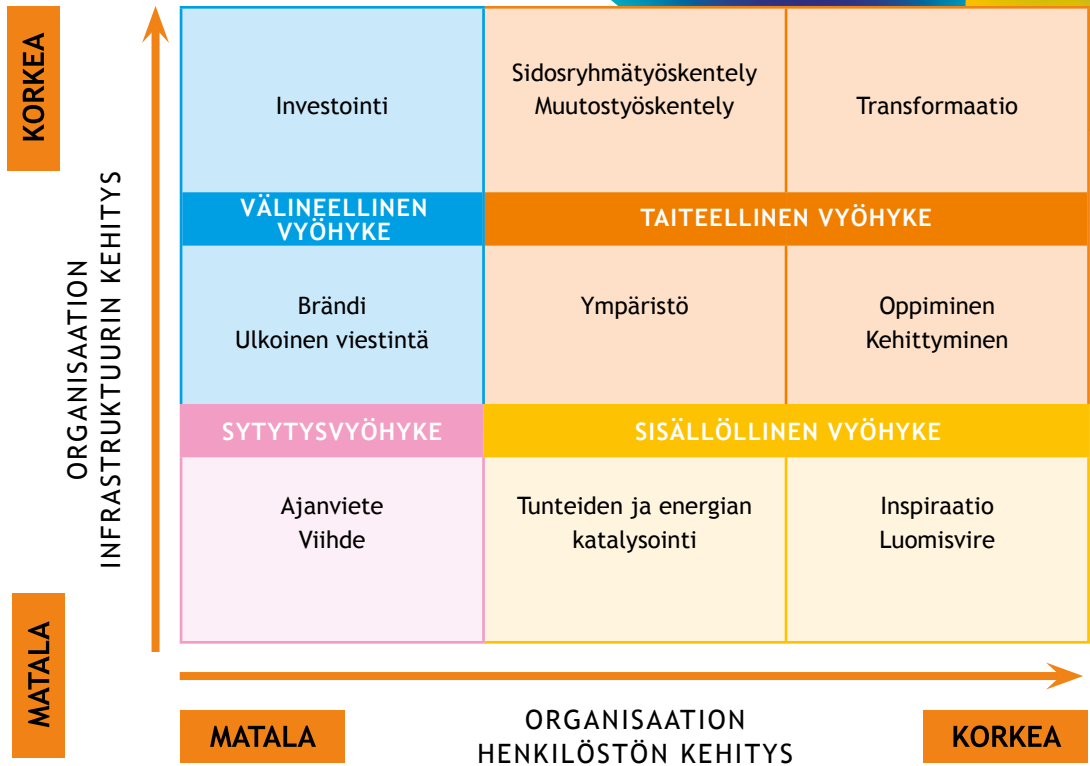 KORKEA
Investointi
Sidosryhmätyöskentely
Muutostyöskentely
Transformaatio
VÄLINEELLINEN
VYÖHYKE
TAITEELLINEN VYÖHYKE
ORGANISAATION
INFRASTRUKTUURIN KEHITYS
Brändi
Ulkoinen viestintä
Ympäristö
Oppiminen
Kehittyminen
SYTYTYSVYÖHYKE
SISÄLLÖLLINEN VYÖHYKE
Ajanviete
Viihde
Tunteiden ja energian
katalysointi
Inspiraatio
Luomisvire
MATALA
MATALA
ORGANISAATION
HENKILÖSTÖN KEHITYS
KORKEA